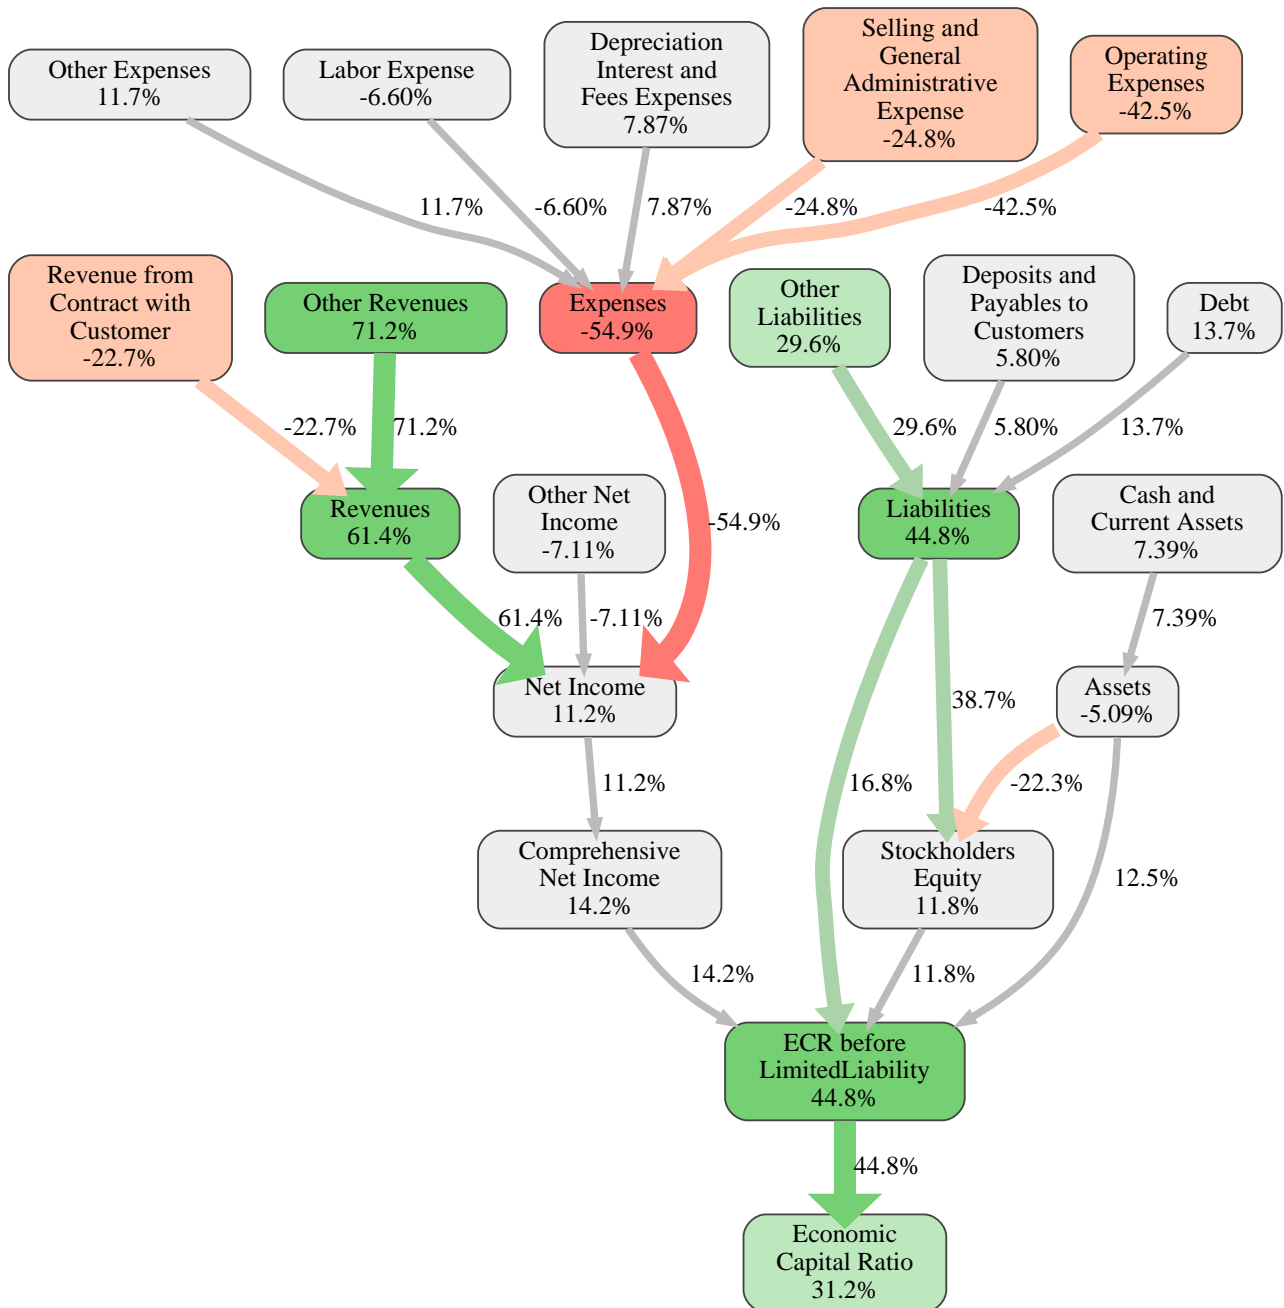 Other Expenses
11.7%
Labor Expense
-6.60%
Depreciation
Interest and
Fees Expenses
7.87%
Selling and
General
Administrative
Expense
-24.8%
Operating
Expenses
-42.5%
11.7%
-6.60%
7.87%
-24.8%
-42.5%
Revenue from
Contract with
Customer
-22.7%
Other Revenues
71.2%
Expenses
-54.9%
Other
Liabilities
29.6%
Deposits and
Payables to
Customers
5.80%
Debt
13.7%
-22.7%
71.2%
29.6%
5.80%
13.7%
Revenues
61.4%
Other Net
Income
-7.11%
-54.9%
Liabilities
44.8%
Cash and
Current Assets
7.39%
61.4%
-7.11%
7.39%
Net Income
11.2%
38.7%
Assets
-5.09%
11.2%
16.8%
-22.3%
Comprehensive
Net Income
14.2%
Stockholders
Equity
11.8%
12.5%
14.2%
11.8%
ECR before
LimitedLiability
44.8%
44.8%
Economic
Capital Ratio
31.2%